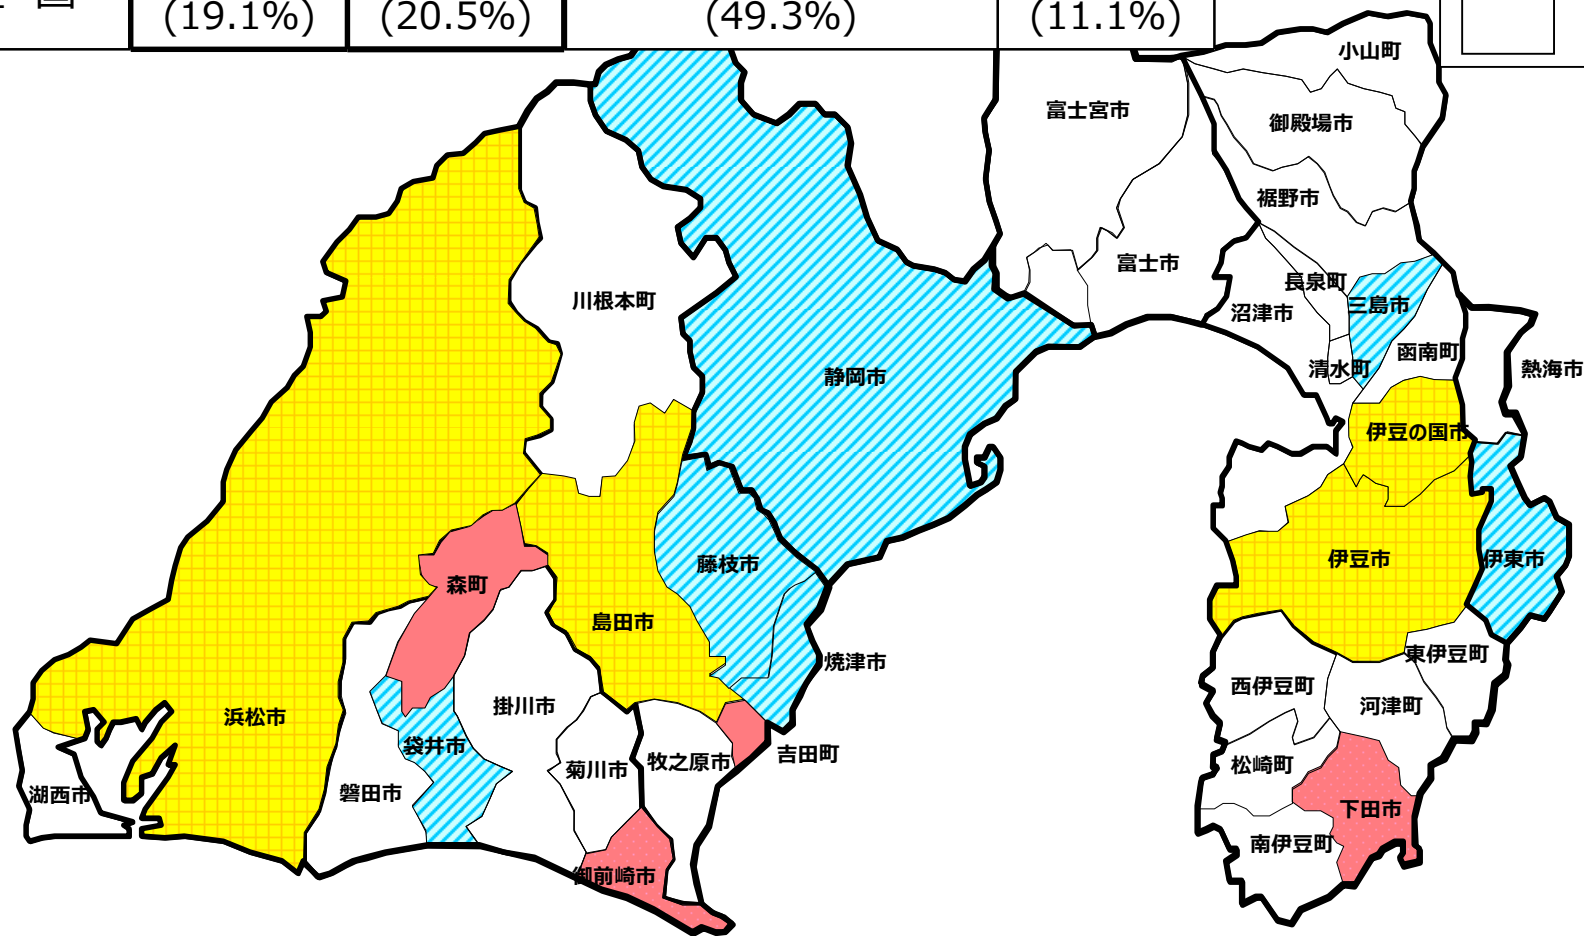 国
(19.1%)
(20.5%)
(49.3%)
(11.1%)
小山町
富士宮市
御殿場市
裾野市
富士市
長泉町
川根本町
三島市
沼津市
函南町
清水町
熱海市
静岡市
伊豆の国市
藤枝市
伊豆市
伊東市
森町
島田市
焼津市
東伊豆町
西伊豆町
河津町
掛川市
浜松市
袋井市
吉田町
牧之原市
菊川市
松崎町
湖西市
磐田市
下田市
南伊豆町
御前崎市